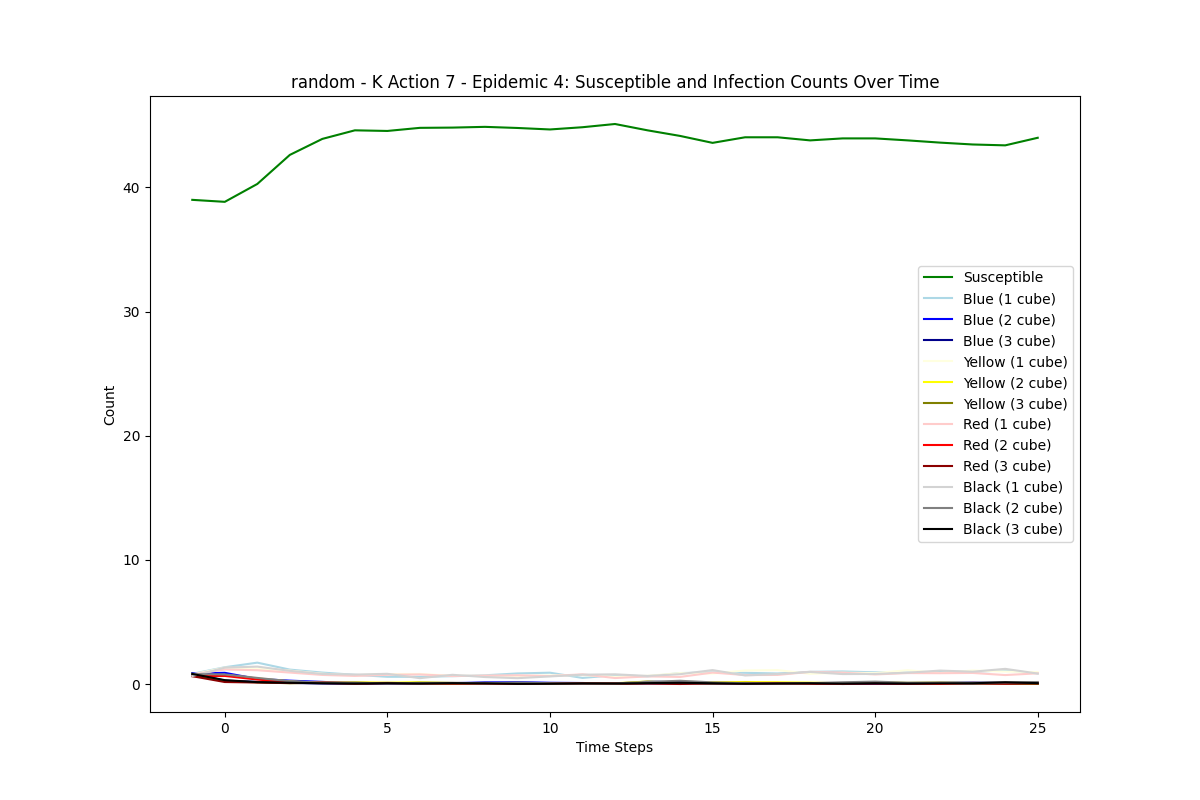 random - K Action 7 - Epidemic 4: Susceptible and Infection Counts Over Time
Count
40
30
20
10
0
Susceptible
Blue (1 cube)
Blue (2 cube)
Blue (3 cube)
Yellow (1 cube)
Yellow (2 cube)
Yellow (3 cube)
Red (1 cube)
Red (2 cube)
Red (3 cube)
Black (1 cube)
Black (2 cube)
Black (3 cube)
0 5 10 15 20 25
Time Steps